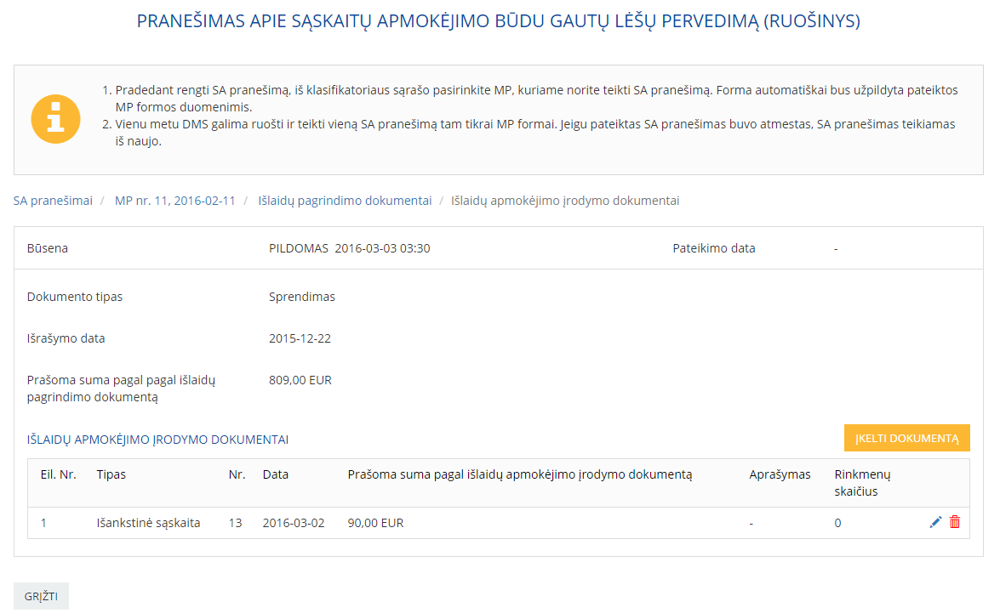 PRANEŠIMAS APIE SĄSKAITŲ APMOKĖJIMO BŪDU GAUTŲ LĖŠŲ PERVEDIMĄ (RUOŠINYS)
1. Pradedant rengti SA pranešimą, iš klasifikatoriaus sąrašo pasirinkite MP, kuriame norite teikti SA pranešimą. Forma automatiškai bus užpildyta pateiktos
MP formos duomenimis.
2. Vienu metu DMS galima ruošti ir teikti vieną SA pranešimą tam tikrai MP formai. Jeigu pateiktas SA pranešimas buvo atmestas, SA pranešimas teikiamas
iš naujo.
SA pranešimai / MP nr. 11, 2016-02-11 / Išlaidų pagrindimo dokumentai / Išlaidų apmokėjimo įrodymo dokumentai
Būsena PILDOMAS 2016-03-03 03:30 Pateikimo data -
Dokumento tipas Sprendimas
Išrašymo data 2015-12-22
Prašoma suma pagal pagal išlaidų 809,00 EUR
pagrindimo dokumentą
IŠLAIDŲ APMOKĖJIMO ĮRODYMO DOKUMENTAI ĮKELTI DOKUMENTĄ
Eil. Nr. Tipas Nr. Data Prašoma suma pagal išlaidų apmokėjimo įrodymo dokumentą Aprašymas Rinkmenų
skaičius
1 Išankstinė sąskaita 13 2016-03-02 90,00 EUR - 0
GRĮŽTI